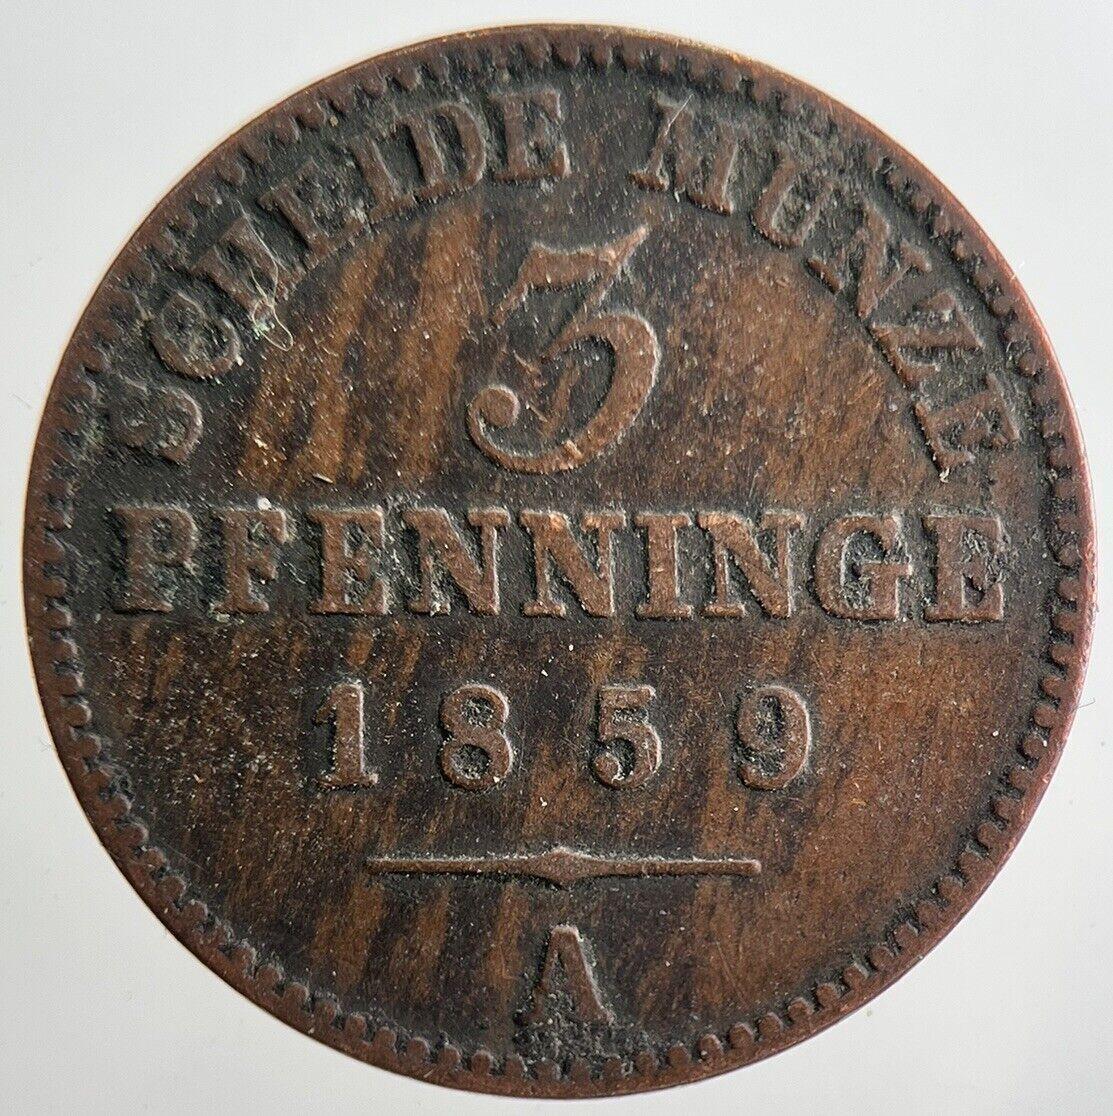 SCHEIDE MÜNZE
3
PFENNINGE
1859
A